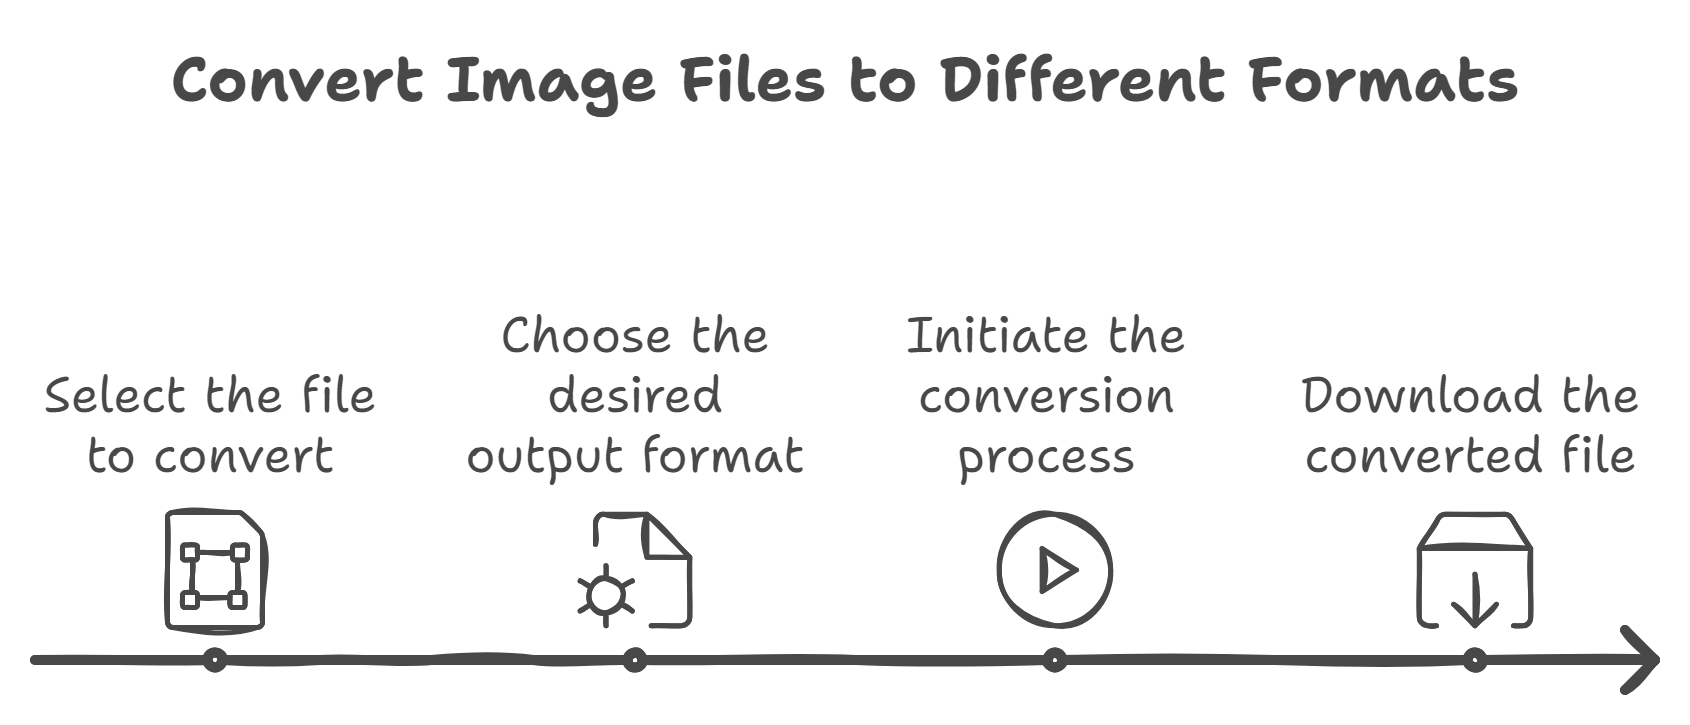 Convert Image Files to Different Formats
Select the file
to convert
Choose the
desired
output format
Initiate the
conversion
process
Download the
converted file